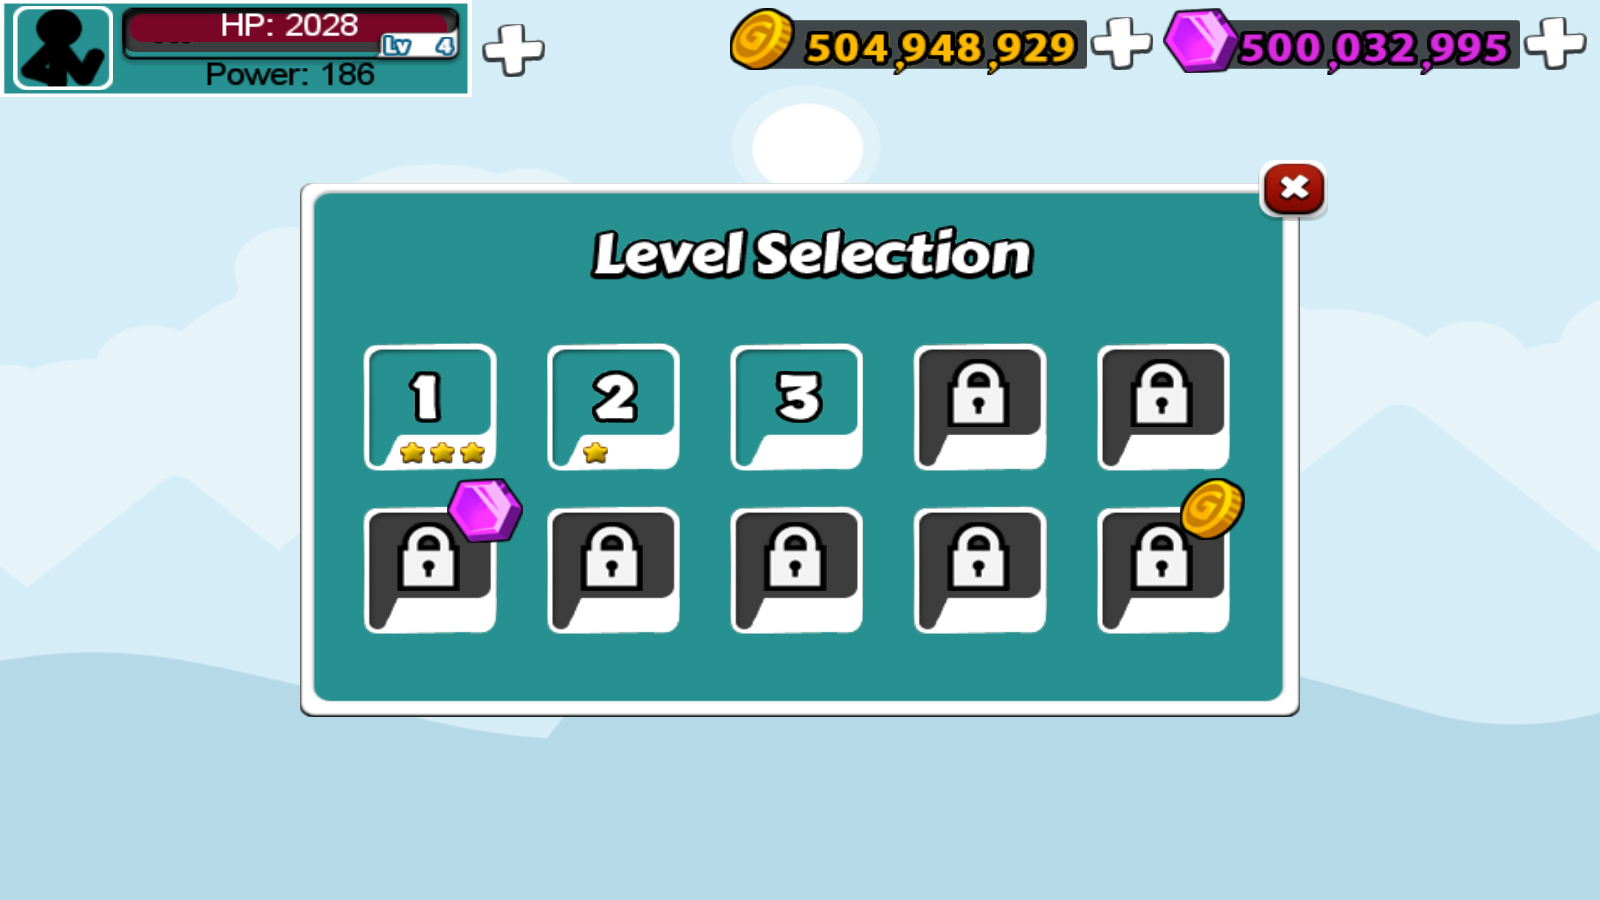 HP: 2028
Lv 4
Power: 186
504,948,929
500,032,995
Level Selection
1
2
3